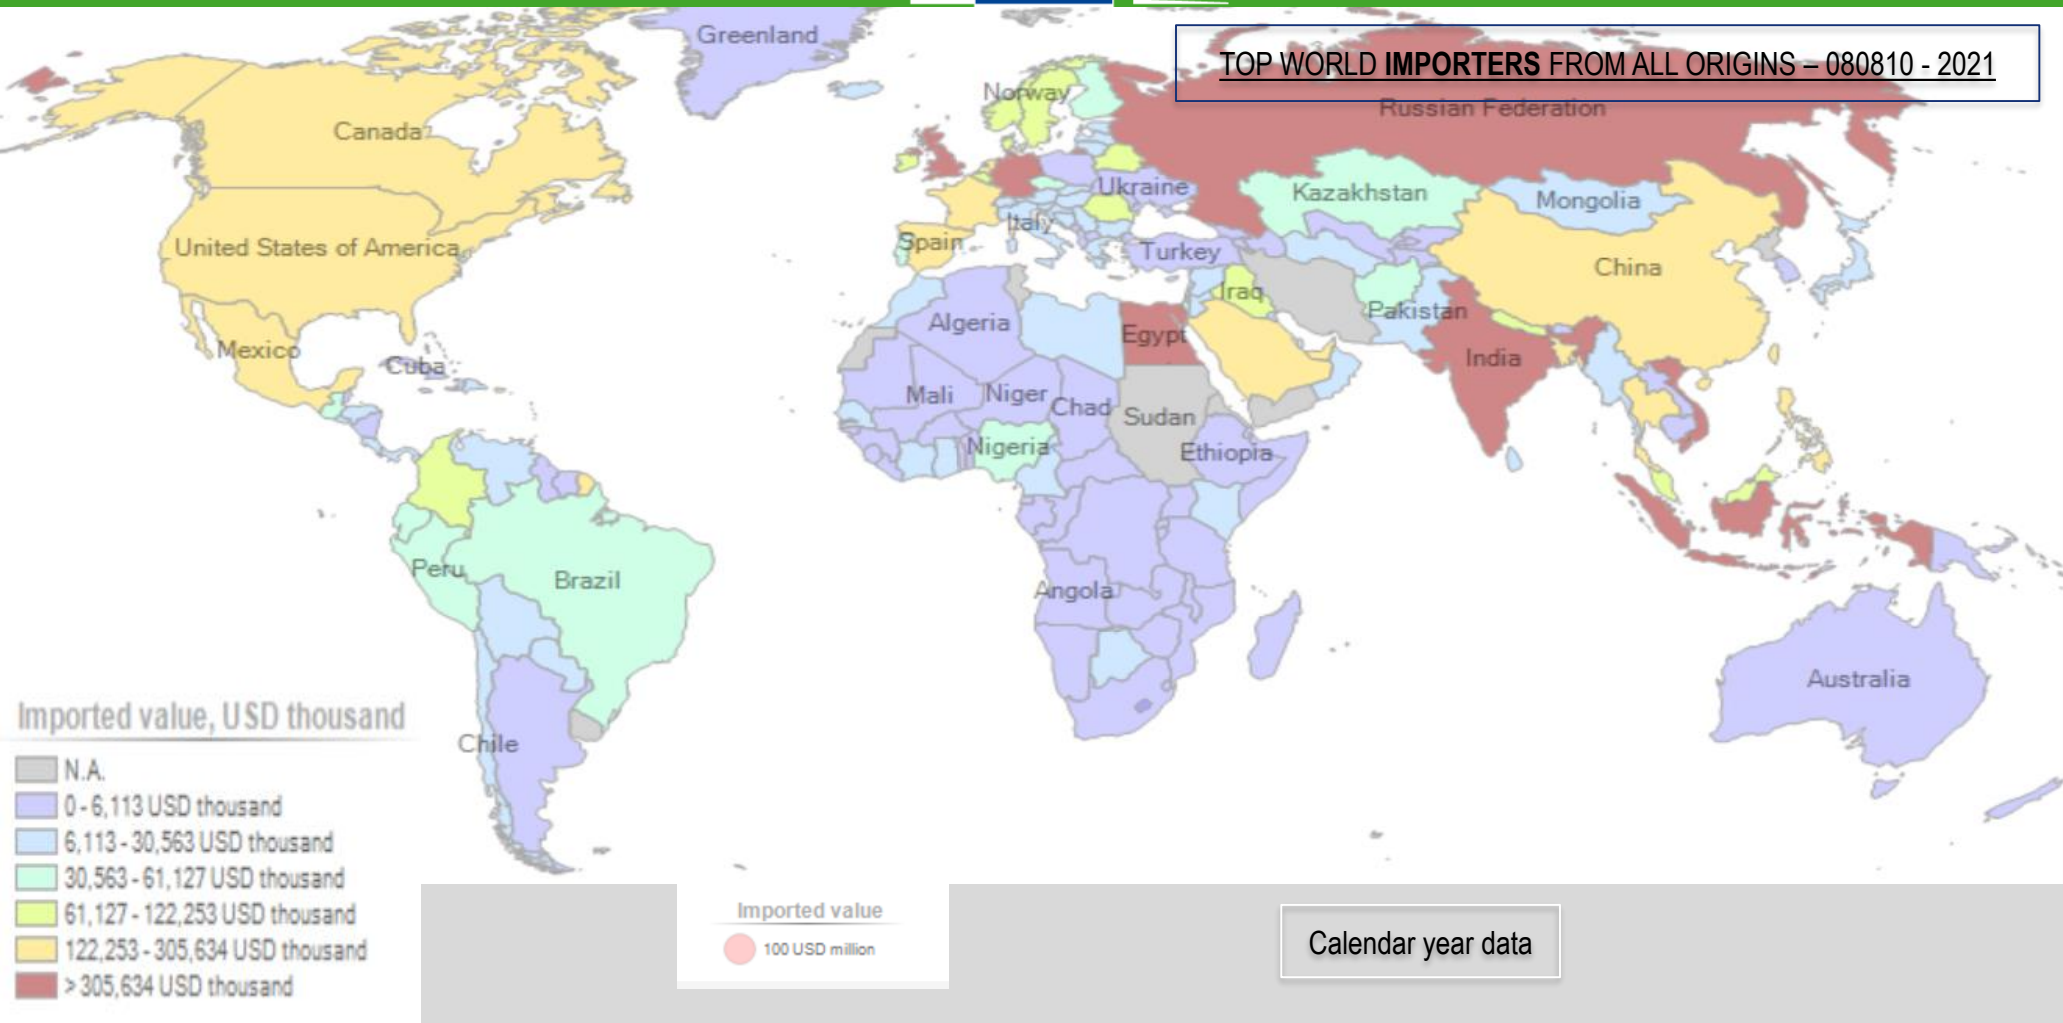 TOP WORLD IMPORTERS FROM ALL ORIGINS – 080810 - 2021
Greenland
Norway
Russian Federation
Canada
Ukraine
Kazakhstan
Mongolia
Italy
Spain
United States of America
Turkey
China
Iraq
Pakistan
Algeria
Egypt
Mexico
Cuba
India
Mali
Niger
Chad
Sudan
Nigeria
Ethiopia
Peru
Brazil
Angola
Australia
Chile
Imported value, USD thousand
N.A.
0 - 6,113 USD thousand
6,113 - 30,563 USD thousand
30,563 - 61,127 USD thousand
61,127 - 122,253 USD thousand
122,253 - 305,634 USD thousand
> 305,634 USD thousand
Imported value
100 USD million
Calendar year data